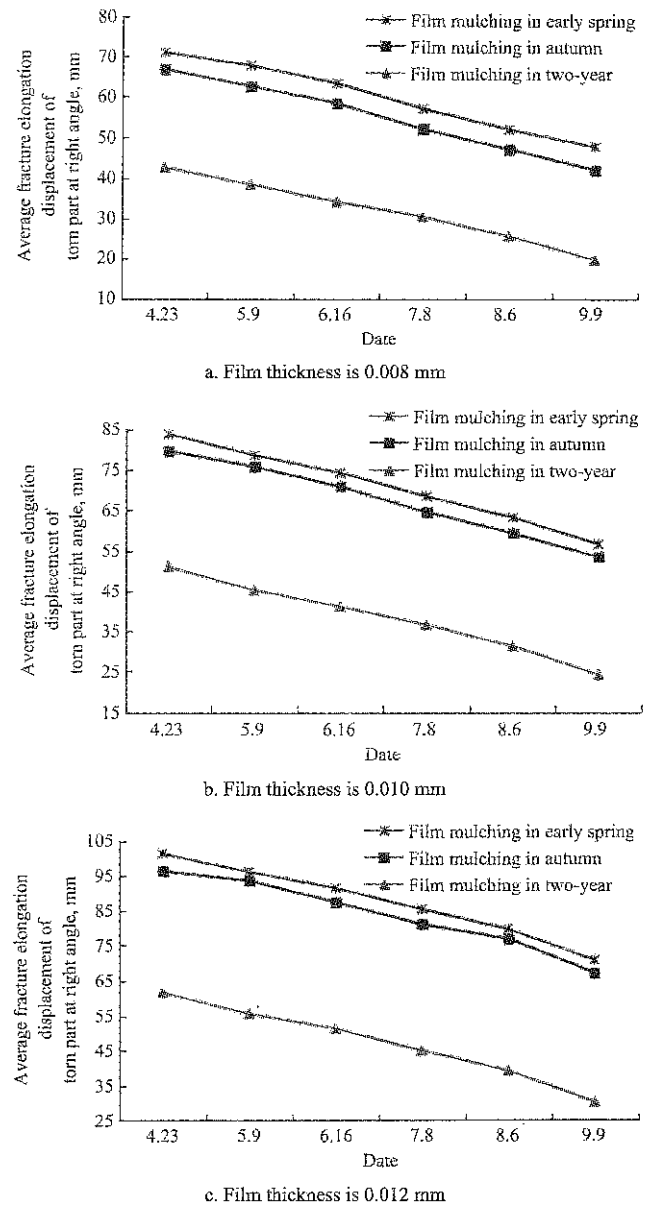 80
70
60
50
40
30
20
10
Average fracture elongation
displacement of
torn part at right angle, mm
Film mulching in early spring
Film mulching in autumn
Film mulching in two-year
4.23 5.9 6.16 7.8 8.6 9.9
Date
a. Film thickness is 0.008 mm
85
75
65
55
45
35
25
15
Average fracture elongation
displacement of
torn part at right angle, mm
Film mulching in early spring
Film mulching in autumn
Film mulching in two-year
4.23 5.9 6.16 7.8 8.6 9.9
Date
b. Film thickness is 0.010 mm
105
95
85
75
65
55
45
35
25
Average fracture elongation
displacement of
torn part at right angle, mm
Film mulching in early spring
Film mulching in autumn
Film mulching in two-year
4.23 5.9 6.16 7.8 8.6 9.9
Date
c. Film thickness is 0.012 mm